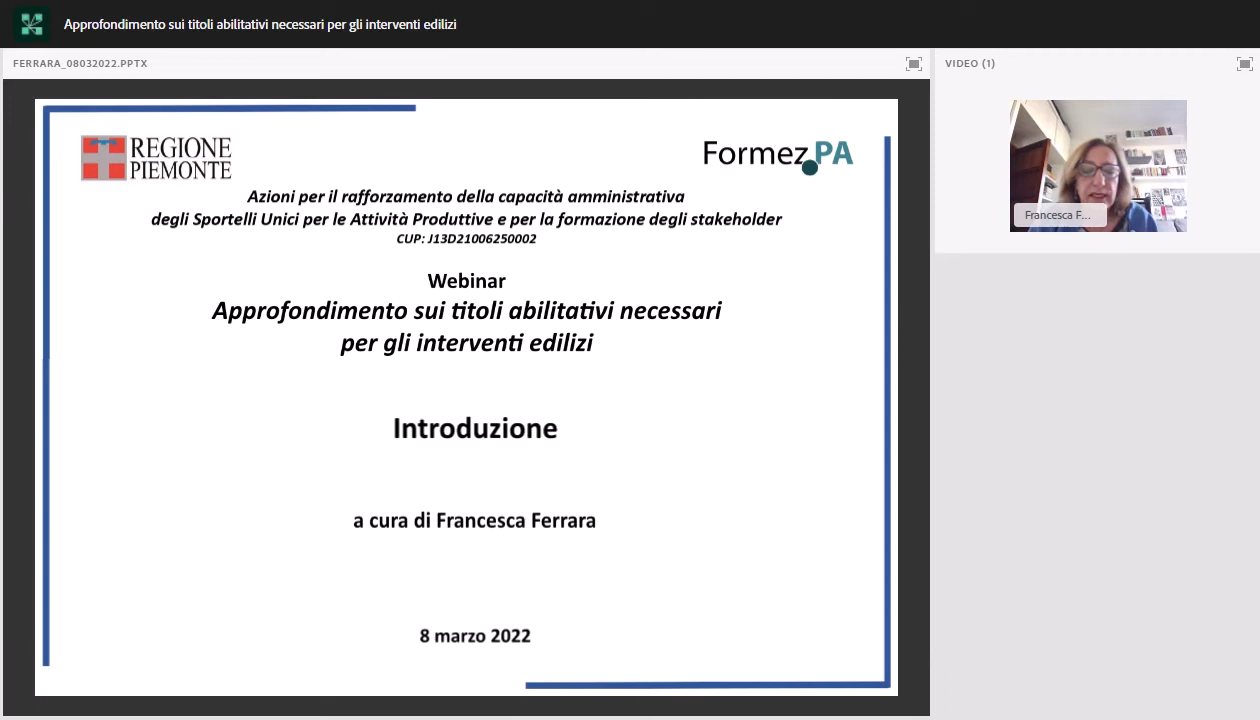 Approfondimento sui titoli abilitativi necessari per gli interventi edilizi
FERRARA_08032022.PPTX
VIDEO (1)
REGIONE
PIEMONTE
Formez PA
Azioni per il rafforzamento della capacità amministrativa
degli Sportelli Unici per le Attività Produttive e per la formazione degli stakeholder
CUP: J13D21006250002
Webinar
Approfondimento sui titoli abilitativi necessari
per gli interventi edilizi
Introduzione
a cura di Francesca Ferrara
8 marzo 2022
Francesca F...